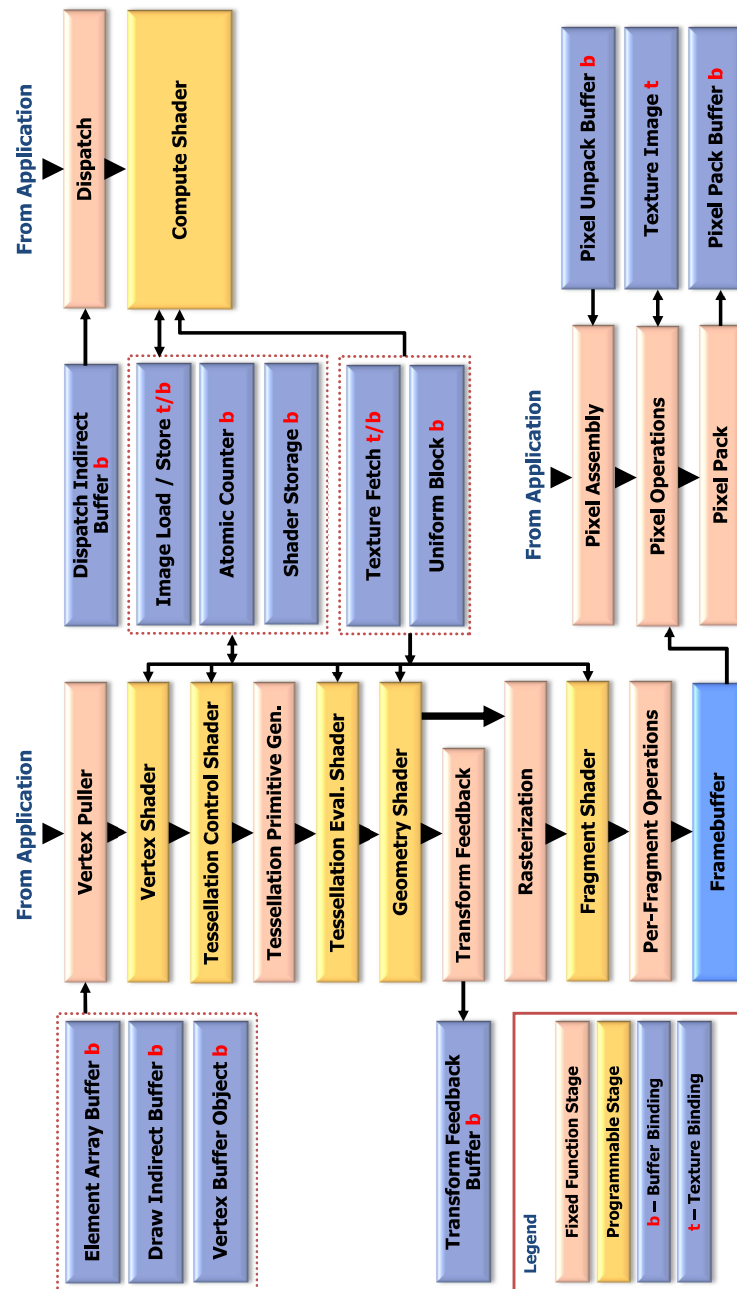 From Application
Dispatch
Compute Shader
Dispatch Indirect
Buffer b
Image Load / Store t/b
Atomic Counter b
Shader Storage b
Texture Fetch t/b
Uniform Block b
From Application
Vertex Puller
Vertex Shader
Tessellation Control Shader
Tessellation Primitive Gen.
Tessellation Eval. Shader
Geometry Shader
Transform Feedback
Rasterization
Fragment Shader
Per-Fragment Operations
Framebuffer
Element Array Buffer b
Draw Indirect Buffer b
Vertex Buffer Object b
Transform Feedback
Buffer b
From Application
Pixel Assembly
Pixel Operations
Pixel Pack
Pixel Unpack Buffer b
Texture Image t
Pixel Pack Buffer b
Legend
Fixed Function Stage
Programmable Stage
b – Buffer Binding
t – Texture Binding